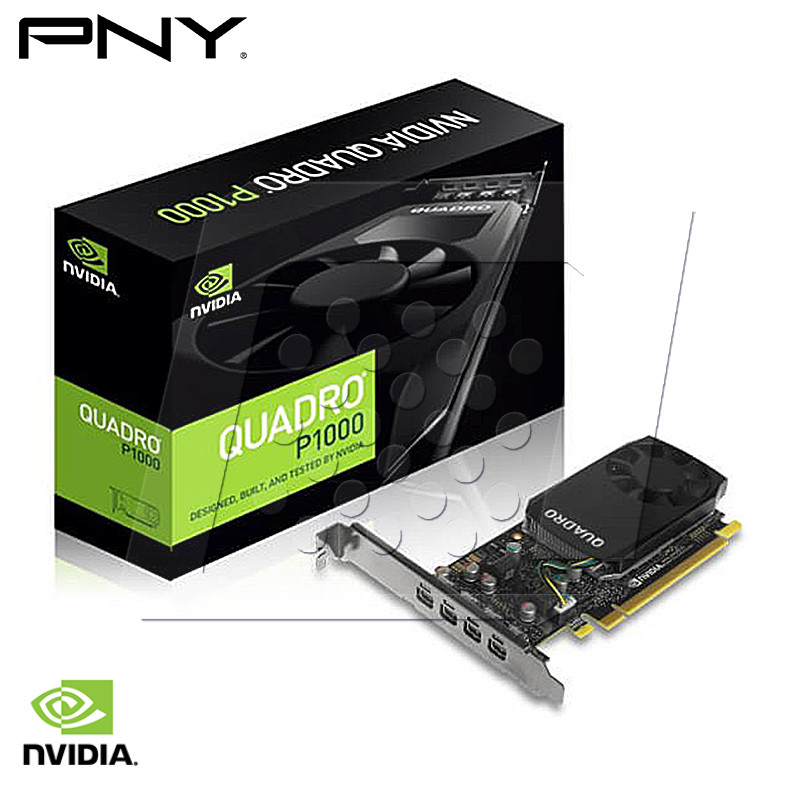 PNY®
NVIDIA QUADRO® P1000
QUADRO
NVIDIA.
NVIDIA.
QUADRO®
P1000
QUADRO®
P1000
DESIGNED, BUILT, AND TESTED BY NVIDIA.
QUADRO
NVIDIA
NVIDIA.